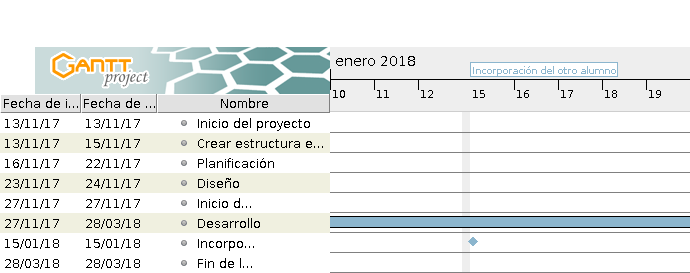 GANTT
project
enero 2018
Incorporación del otro alumno
10 11 12 15 16 17 18 19
Fecha de i... Fecha de ... Nombre
13/11/17 13/11/17 Inicio del proyecto
13/11/17 15/11/17 Crear estructura e...
16/11/17 22/11/17 Planificación
23/11/17 24/11/17 Diseño
27/11/17 27/11/17 Inicio d...
27/11/17 28/03/18 Desarrollo
15/01/18 15/01/18 Incorpo...
28/03/18 28/03/18 Fin de l...